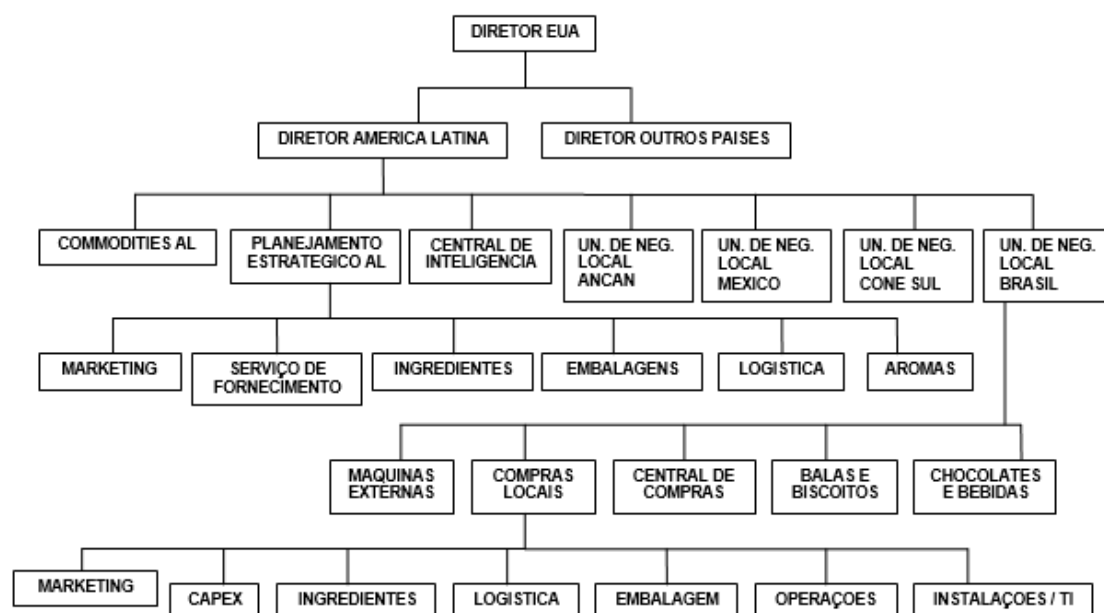 DIRETOR EUA
DIRETOR AMERICA LATINA
DIRETOR OUTROS PAISES
COMMODITIES AL
PLANEJAMENTO
ESTRATEGICO AL
CENTRAL DE
INTELIGENCIA
UN. DE NEG.
LOCAL
ANCAN
UN. DE NEG.
LOCAL
MEXICO
UN. DE NEG.
LOCAL
CONE SUL
UN. DE NEG.
LOCAL
BRASIL
MARKETING
SERVIÇO DE
FORNECIMENTO
INGREDIENTES
EMBALAGENS
LOGISTICA
AROMAS
MAQUINAS
EXTERNAS
COMPRAS
LOCAIS
CENTRAL DE
COMPRAS
BALAS E
BISCOITOS
CHOCOLATES
E BEBIDAS
MARKETING
CAPEX
INGREDIENTES
LOGISTICA
EMBALAGEM
OPERAÇOES
INSTALAÇOES / TI